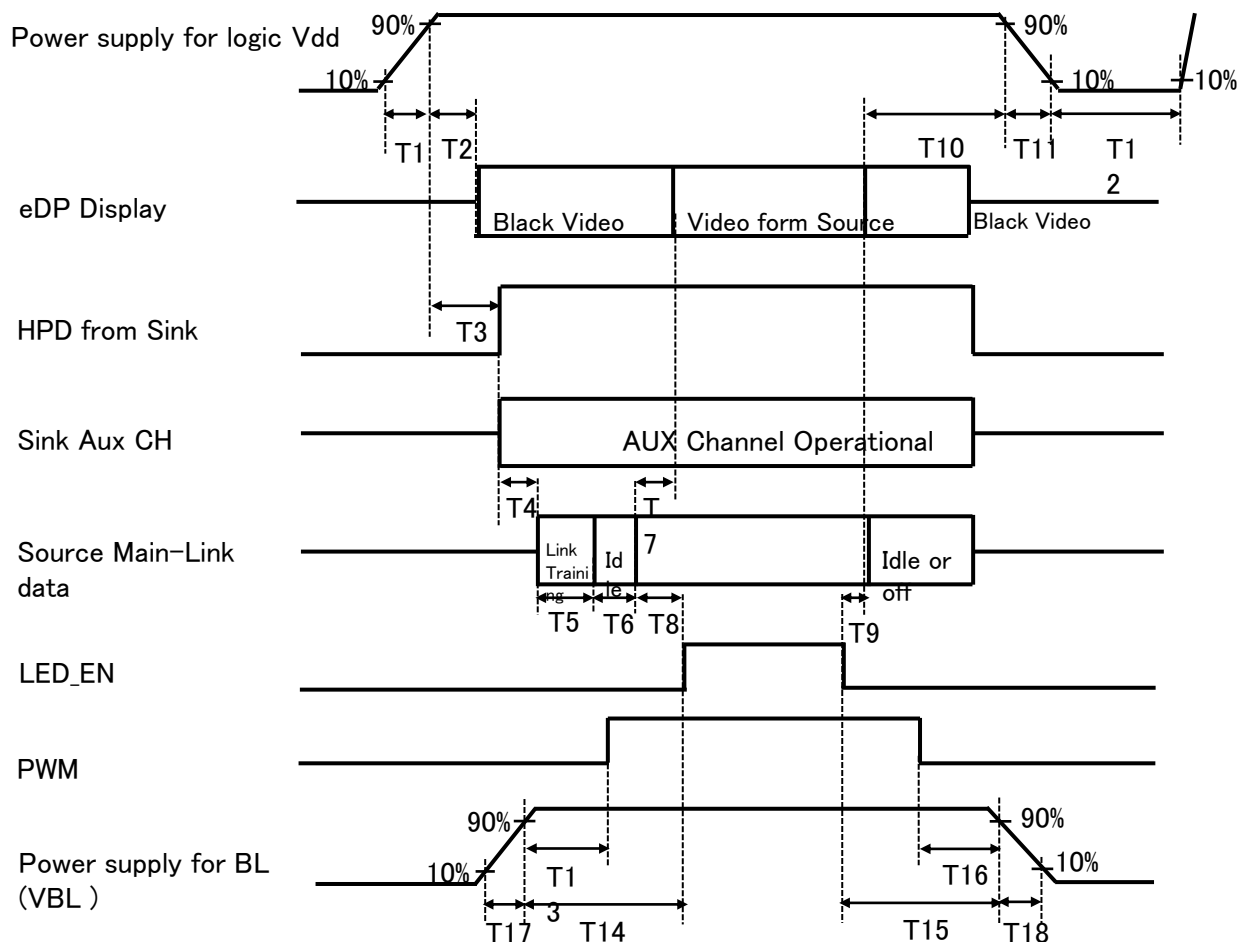 Power supply for logic Vdd
90%
90%
10%
10%
10%
T1
T2
T10
T11
T1
2
eDP Display
Black Video
Video form Source
Black Video
HPD from Sink
T3
Sink Aux CH
AUX Channel Operational
T4
T
7
Source Main-Link
data
Link
Traini
ng
Id
le
Idle or
off
T5
T6
T8
T9
LED_EN
PWM
90%
90%
Power supply for BL
(VBL )
10%
10%
T1
3
T16
T17
T14
T15
T18